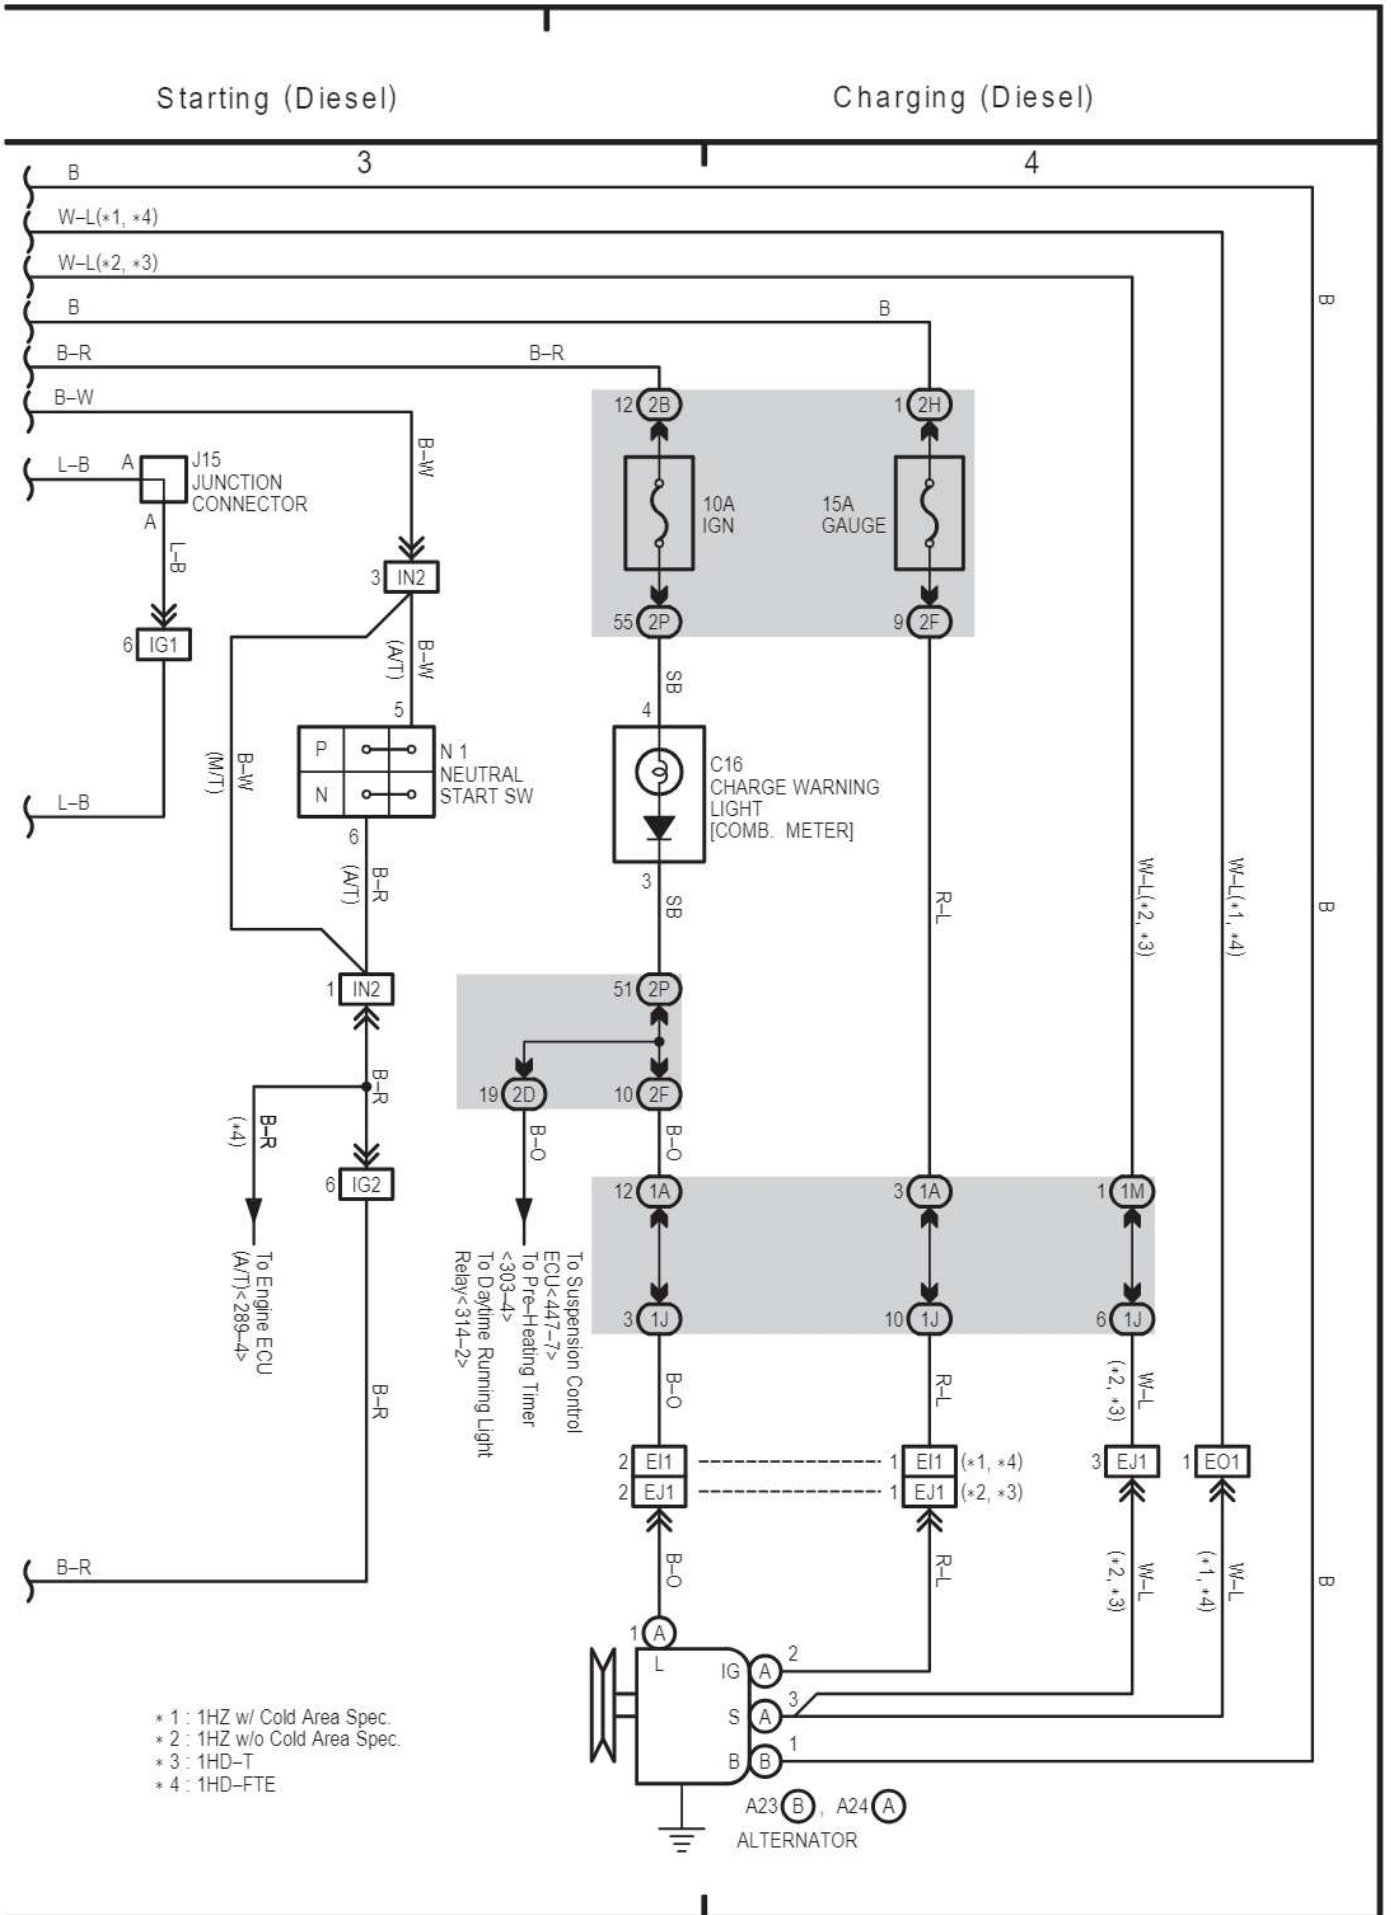 Starting (Diesel)
Charging (Diesel)
3
4
B
W–L(∗1, ∗4)
W–L(∗2, ∗3)
B
B
B–R
B–R
B–W
L–B
A
J15
JUNCTION
CONNECTOR
A
L–B
6
IG1
L–B
B–W
3
IN2
B–W
(A/T)
B–W
(M/T)
5
P
N
N 1
NEUTRAL
START SW
6
B–R
(A/T)
1
IN2
B–R
B–R
(∗4)
To Engine ECU
(A/T)<289–4>
6
IG2
B–R
B–R
12
2B
1
2H
10A
IGN
15A
GAUGE
55
2P
9
2F
SB
4
C16
CHARGE WARNING
LIGHT
[COMB. METER]
3
SB
R–L
W–L(∗2, ∗3)
W–L(∗1, ∗4)
B
B
B
51
2P
19
2D
10
2F
B–O
B–O
To Suspension Control
ECU<447–7>
To Pre–Heating Timer
<303–4>
To Daytime Running Light
Relay<314–2>
12
1A
3
1A
1
1M
3
1J
10
1J
6
1J
B–O
R–L
W–L
(∗2, ∗3)
2
EI1
1
EI1
(∗1, ∗4)
3
EJ1
1
EO1
2
EJ1
1
EJ1
(∗2, ∗3)
B–O
R–L
W–L
(∗2, ∗3)
W–L
(∗1, ∗4)
1
A
L
IG
A
2
S
A
3
B
B
1
A23
B
, A24
A
ALTERNATOR
∗ 1 : 1HZ w/ Cold Area Spec.
∗ 2 : 1HZ w/o Cold Area Spec.
∗ 3 : 1HD–T
∗ 4 : 1HD–FTE